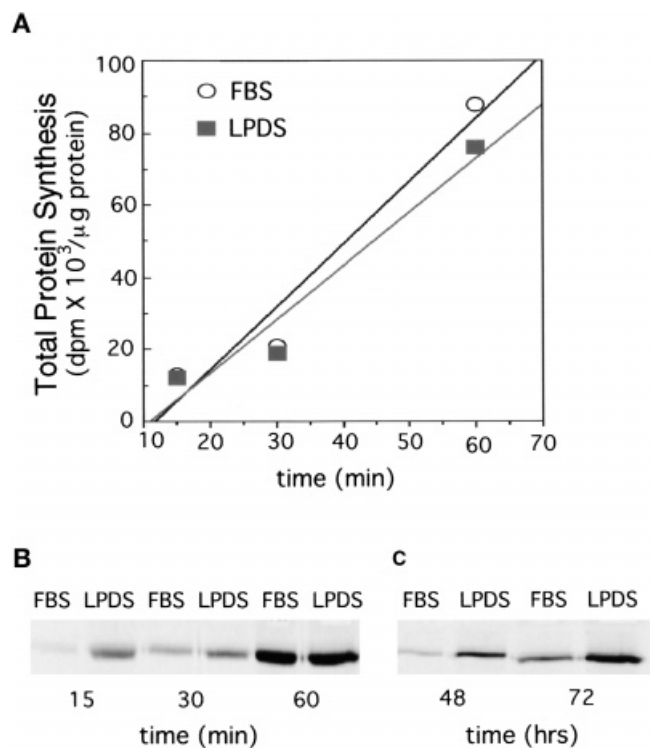 A
Total Protein Synthesis
(dpm X 10³/µg protein)
100
80
60
40
20
0
FBS
LPDS
10 20 30 40 50 60 70
time (min)
B
FBS LPDS FBS LPDS FBS LPDS
15 30 60
time (min)
C
FBS LPDS FBS LPDS
48 72
time (hrs)